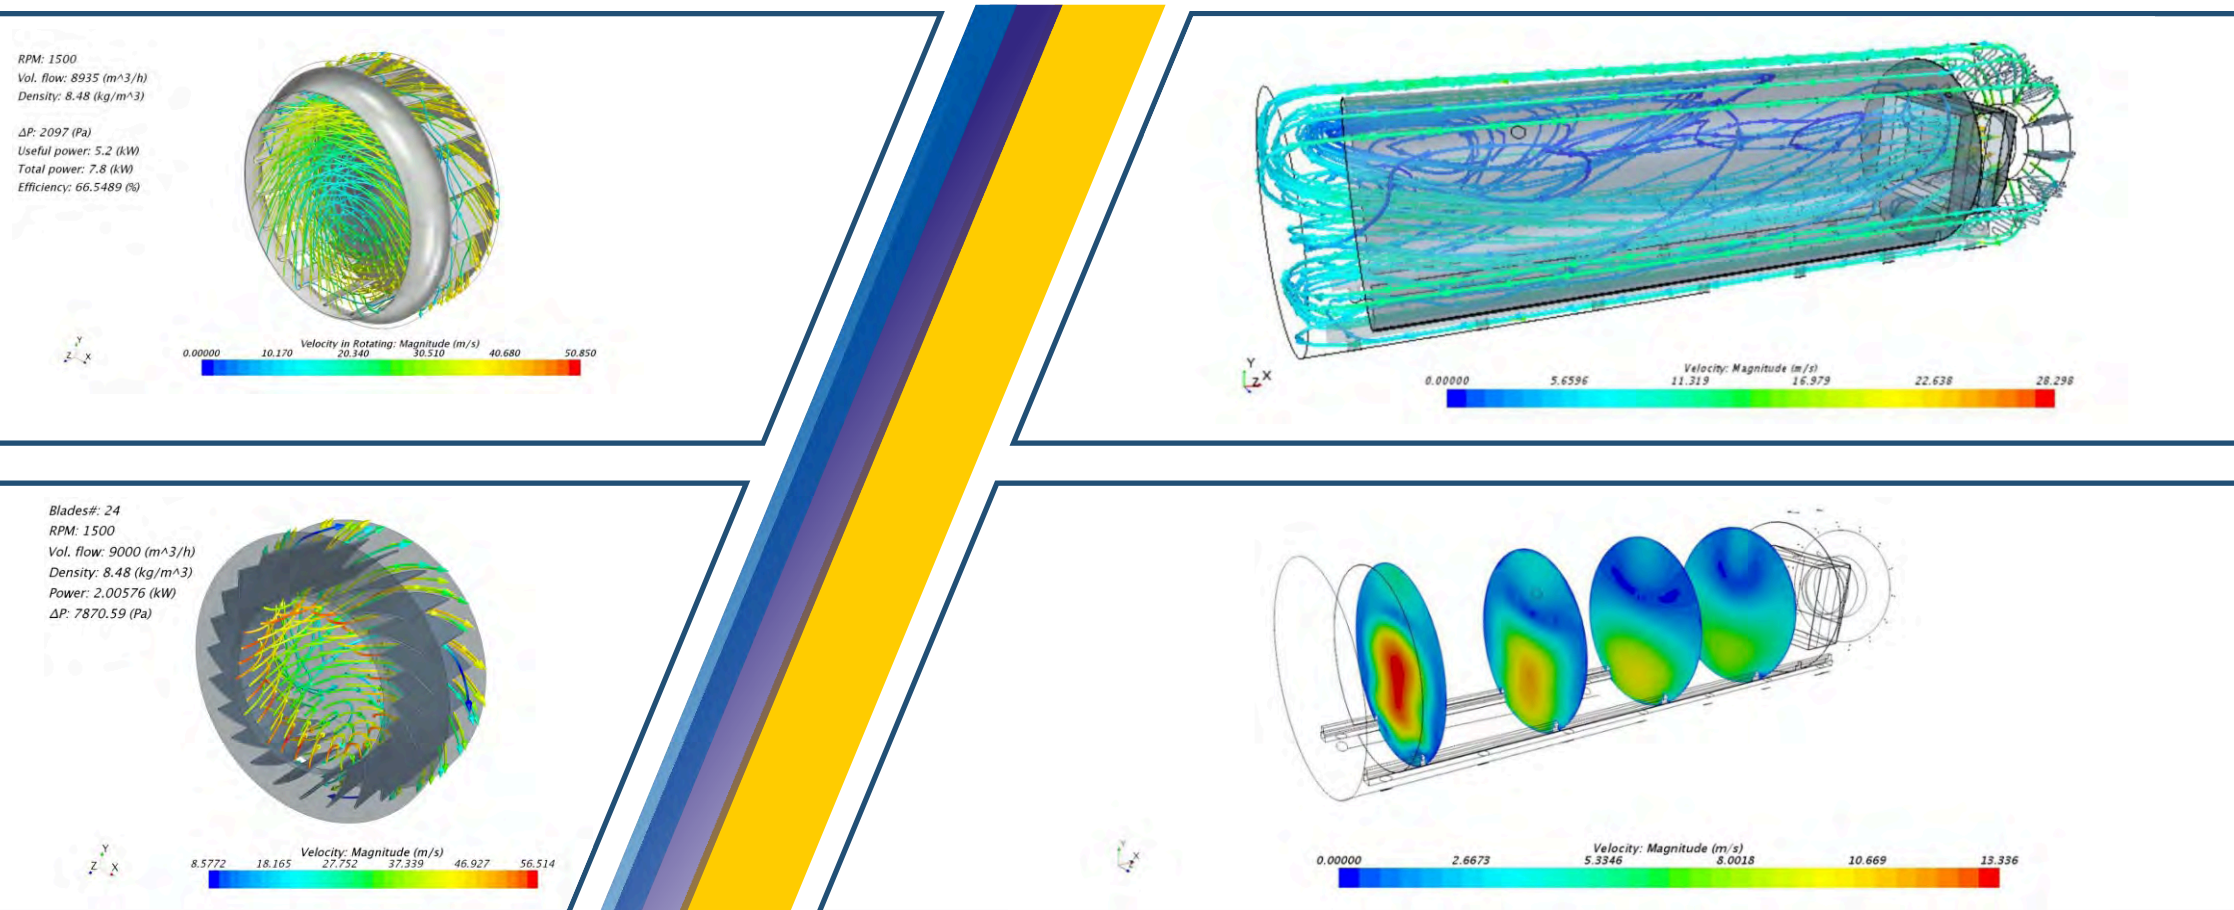 RPM: 1500
Vol. flow: 8935 (m^3/h)
Density: 8.48 (kg/m^3)
ΔP: 2097 (Pa)
Useful power: 5.2 (kW)
Total power: 7.8 (kW)
Efficiency: 66.5489 (%)
Y
Z X
Velocity in Rotating: Magnitude (m/s)
0.00000 10.170 20.340 30.510 40.680 50.850
Y
Z X
Velocity: Magnitude (m/s)
0.00000 5.6596 11.319 16.979 22.638 28.298
Blades#: 24
RPM: 1500
Vol. flow: 9000 (m^3/h)
Density: 8.48 (kg/m^3)
Power: 2.00576 (kW)
ΔP: 7870.59 (Pa)
Y
Z X
Velocity: Magnitude (m/s)
8.5772 18.165 27.752 37.339 46.927 56.514
Y
X
Z
Velocity: Magnitude (m/s)
0.00000 2.6673 5.3346 8.0018 10.669 13.336